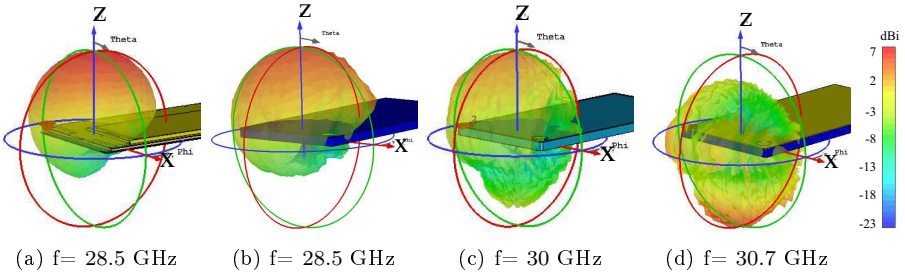 Z
Z
Z
Z
Theta
Theta
Theta
Theta
dBi
7
2
-3
-8
-13
-18
-23
X Phi
X Phi
X Phi
X Phi
(a) f= 28.5 GHz
(b) f= 28.5 GHz
(c) f= 30 GHz
(d) f= 30.7 GHz